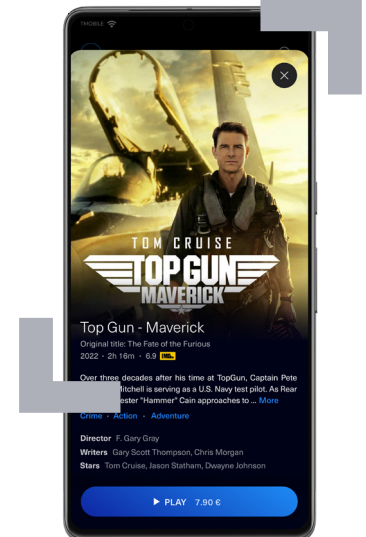 TMOBILE
TOM CRUISE
TOP GUN
MAVERICK
Top Gun - Maverick
Original title: The Fate of the Furious
2022 · 2h 16m · 6.9 IMDb
Over three decades after his time at TopGun, Captain Pete
Mitchell is serving as a U.S. Navy test pilot. As Rear
ester "Hammer" Cain approaches to ... More
Crime · Action · Adventure
Director F. Gary Gray
Writers Gary Scott Thompson, Chris Morgan
Stars Tom Cruise, Jason Statham, Dwayne Johnson
PLAY 7.90 €